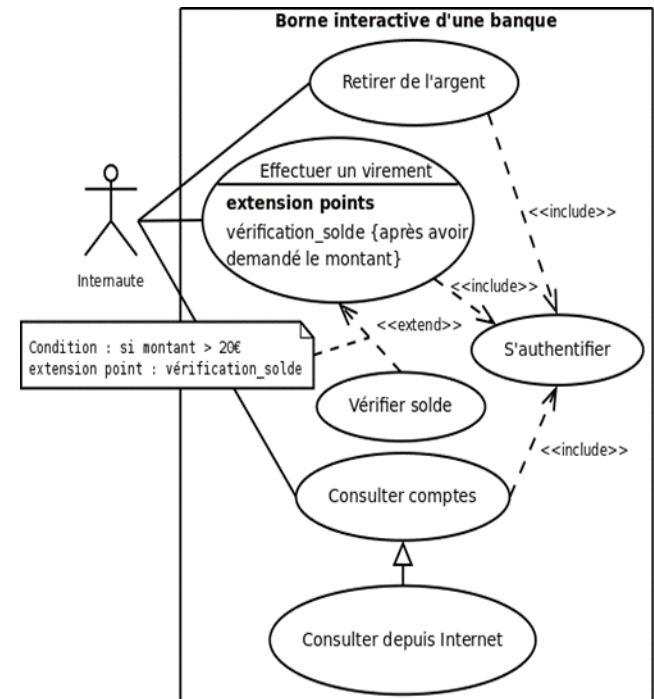 Borne interactive d'une banque
Retirer de l'argent
Effectuer un virement
extension points
vérification_solde {après avoir
demandé le montant}
<<include>>
Internaute
<<include>>
<<extend>>
Condition : si montant > 20€
extension point : vérification_solde
S'authentifier
Vérifier solde
<<include>>
Consulter comptes
Consulter depuis Internet